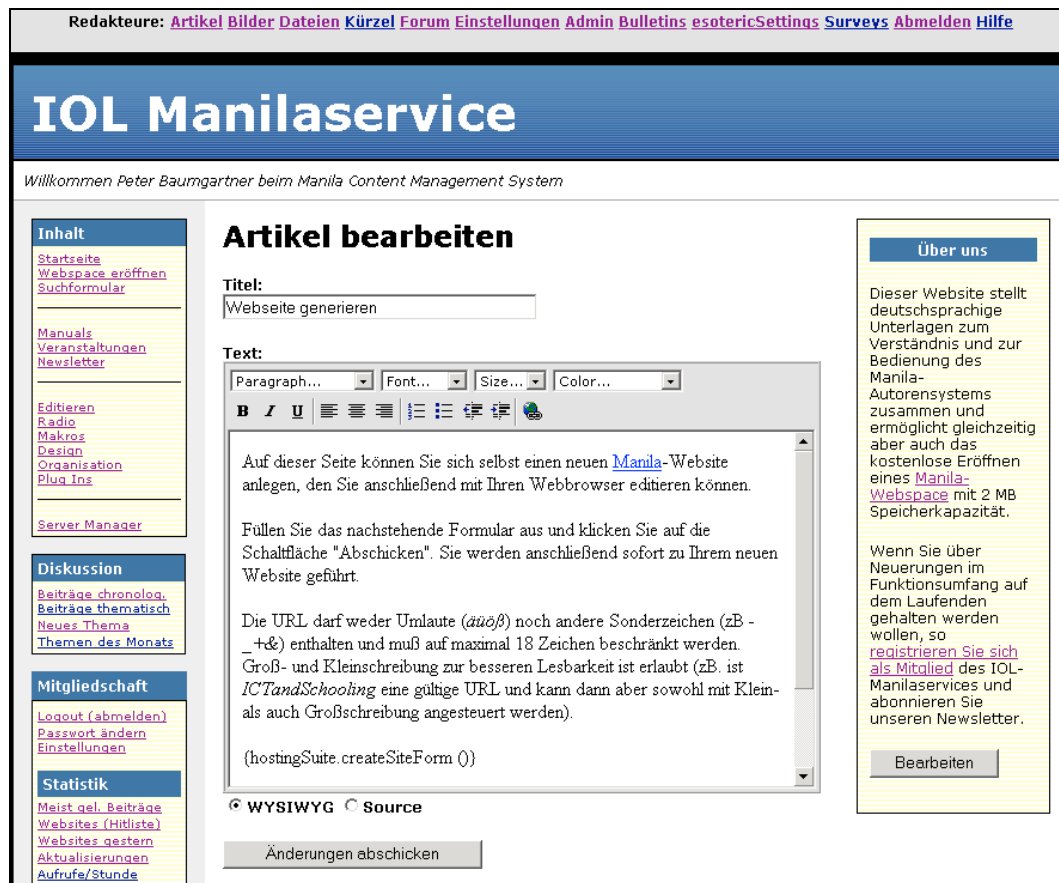 Redakteure: Artikel Bilder Dateien Kürzel Forum Einstellungen Admin Bulletins esotericSettings Surveys Abmelden Hilfe
IOL Manilaservice
Willkommen Peter Baumgartner beim Manila Content Management System
Inhalt
Startseite
Webspace eröffnen
Suchformular
Manuals
Veranstaltungen
Newsletter
Editieren
Radio
Makros
Design
Organisation
Plug Ins
Server Manager
Diskussion
Beiträge chronolog.
Beiträge thematisch
Neues Thema
Themen des Monats
Mitgliedschaft
Logout (abmelden)
Passwort ändern
Einstellungen
Statistik
Meist gel. Beiträge
Websites (Hitliste)
Websites gestern
Aktualisierungen
Aufrufe/Stunde
Artikel bearbeiten
Titel:
Webseite generieren
Text:
Paragraph... Font... Size... Color...
B I U
Auf dieser Seite können Sie sich selbst einen neuen Manila-Website
anlegen, den Sie anschließend mit Ihren Webbrowser editieren können.
Füllen Sie das nachstehende Formular aus und klicken Sie auf die
Schaltfläche "Abschicken". Sie werden anschließend sofort zu Ihrem neuen
Website geführt.
Die URL darf weder Umlaute (äüöß) noch andere Sonderzeichen (zB -
_+&) enthalten und muß auf maximal 18 Zeichen beschränkt werden.
Groß- und Kleinschreibung zur besseren Lesbarkeit ist erlaubt (zB. ist
ICTandSchooling eine gültige URL und kann dann aber sowohl mit Klein-
als auch Großschreibung angesteuert werden).
{hostingSuite.createSiteForm ()}
WYSIWYG Source
Änderungen abschicken
Über uns
Dieser Website stellt
deutschsprachige
Unterlagen zum
Verständnis und zur
Bedienung des
Manila-
Autorensystems
zusammen und
ermöglicht gleichzeitig
aber auch das
kostenlose Eröffnen
eines Manila-
Webspace mit 2 MB
Speicherkapazität.
Wenn Sie über
Neuerungen im
Funktionsumfang auf
dem Laufenden
gehalten werden
wollen, so
registrieren Sie sich
als Mitglied des IOL-
Manilaservices und
abonnieren Sie
unseren Newsletter.
Bearbeiten